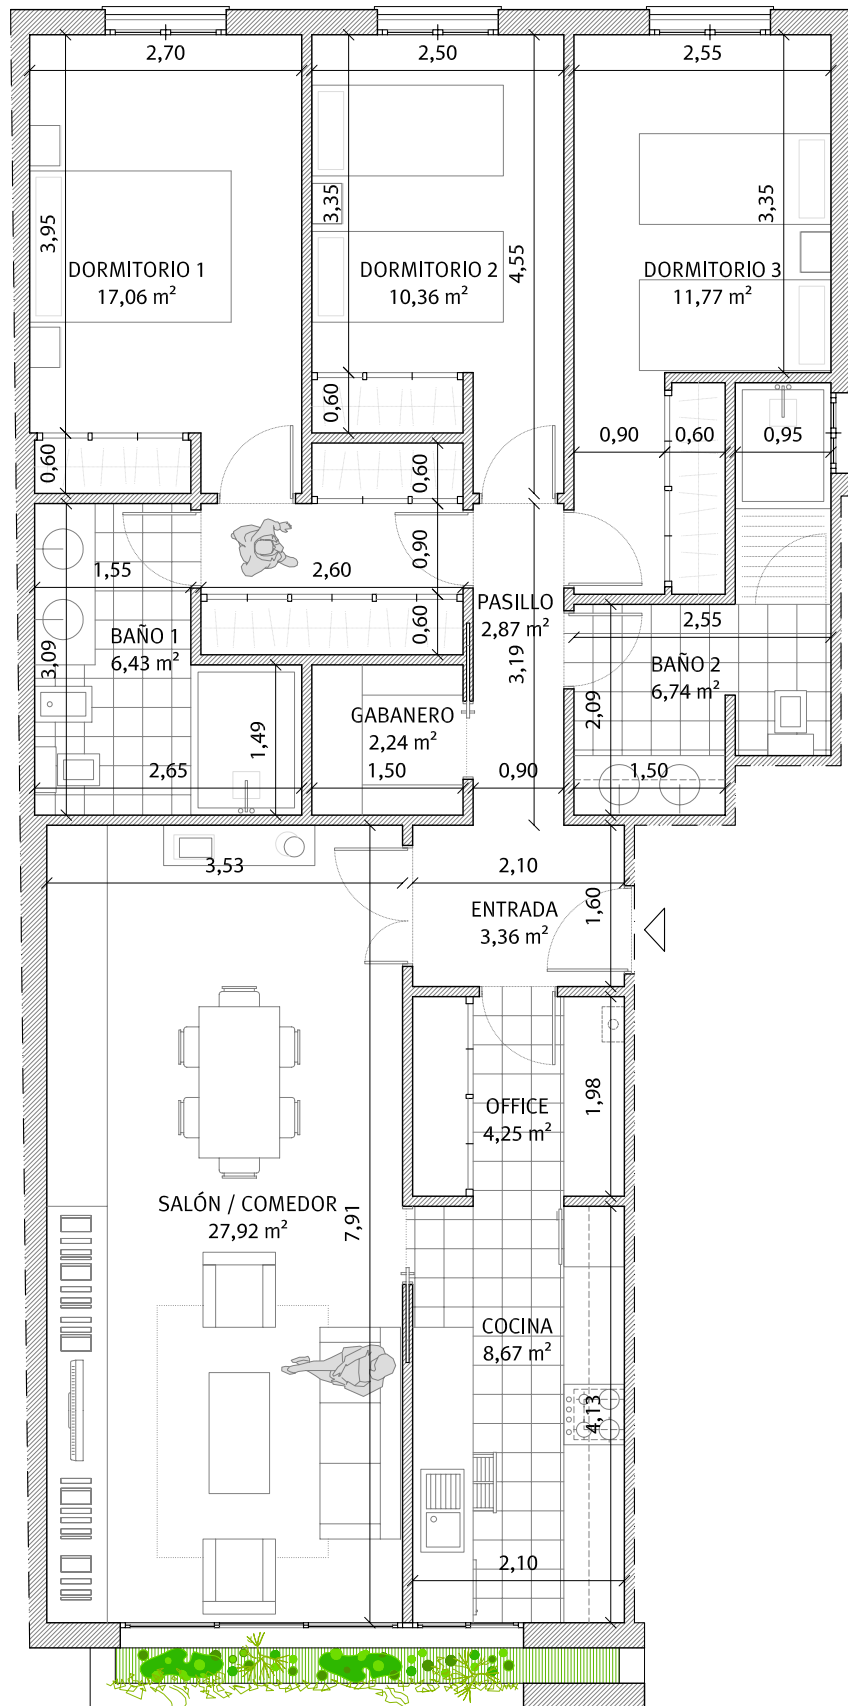 2,70
2,50
2,55
3,95
3,35
4,55
3,35
DORMITORIO 1
17,06 m²
DORMITORIO 2
10,36 m²
DORMITORIO 3
11,77 m²
0,60
0,60
0,60
0,90
0,60
0,95
1,55
2,60
0,90
0,60
PASILLO
2,87 m²
3,19
2,55
BAÑO 1
6,43 m²
3,09
BAÑO 2
6,74 m²
2,09
GABANERO
2,24 m²
1,49
2,65
1,50
0,90
1,50
3,53
2,10
ENTRADA
3,36 m²
1,60
OFFICE
4,25 m²
1,98
SALÓN / COMEDOR
27,92 m²
7,91
COCINA
8,67 m²
4,13
2,10